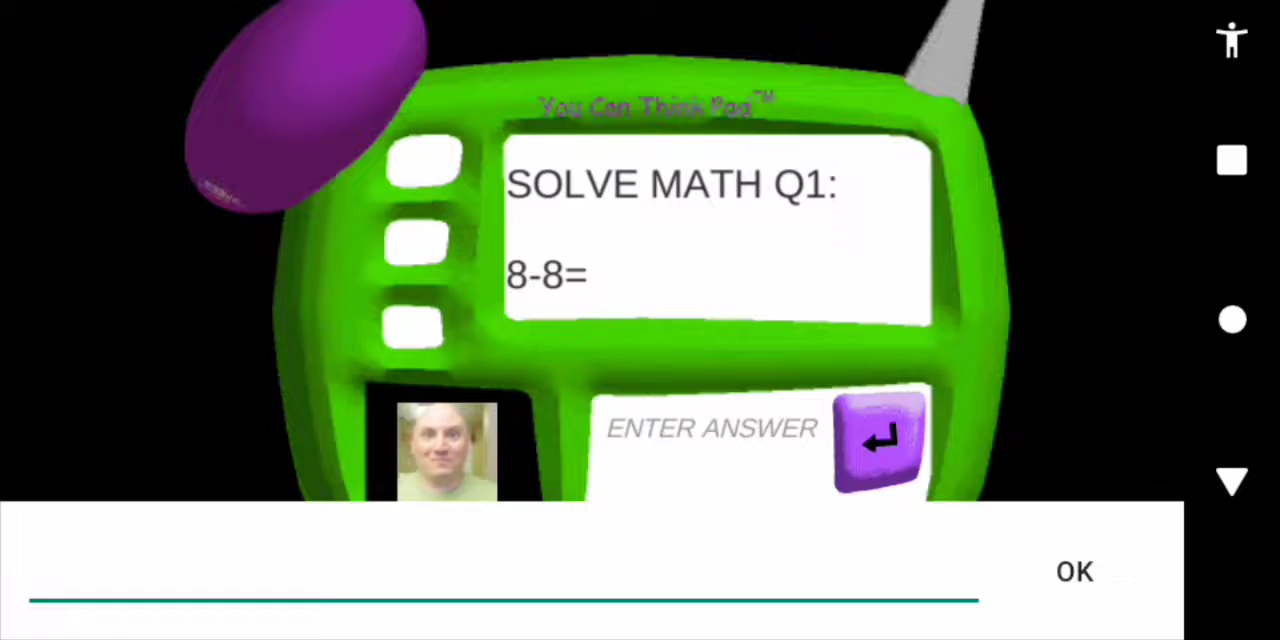 You Can Think Pad™
SOLVE MATH Q1:
8-8=
ENTER ANSWER
OK